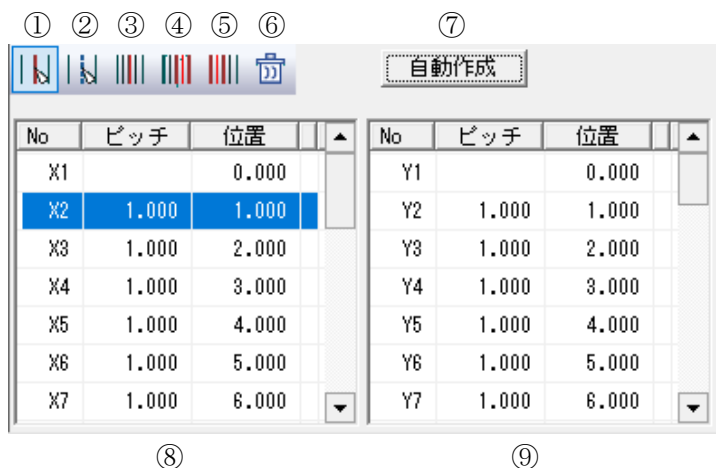 ① ② ③ ④ ⑤ ⑥ ⑦
自動作成
No ピッチ 位置 No ピッチ 位置
X1 0.000 Y1 0.000
X2 1.000 1.000 Y2 1.000 1.000
X3 1.000 2.000 Y3 1.000 2.000
X4 1.000 3.000 Y4 1.000 3.000
X5 1.000 4.000 Y5 1.000 4.000
X6 1.000 5.000 Y6 1.000 5.000
X7 1.000 6.000 Y7 1.000 6.000
⑧ ⑨